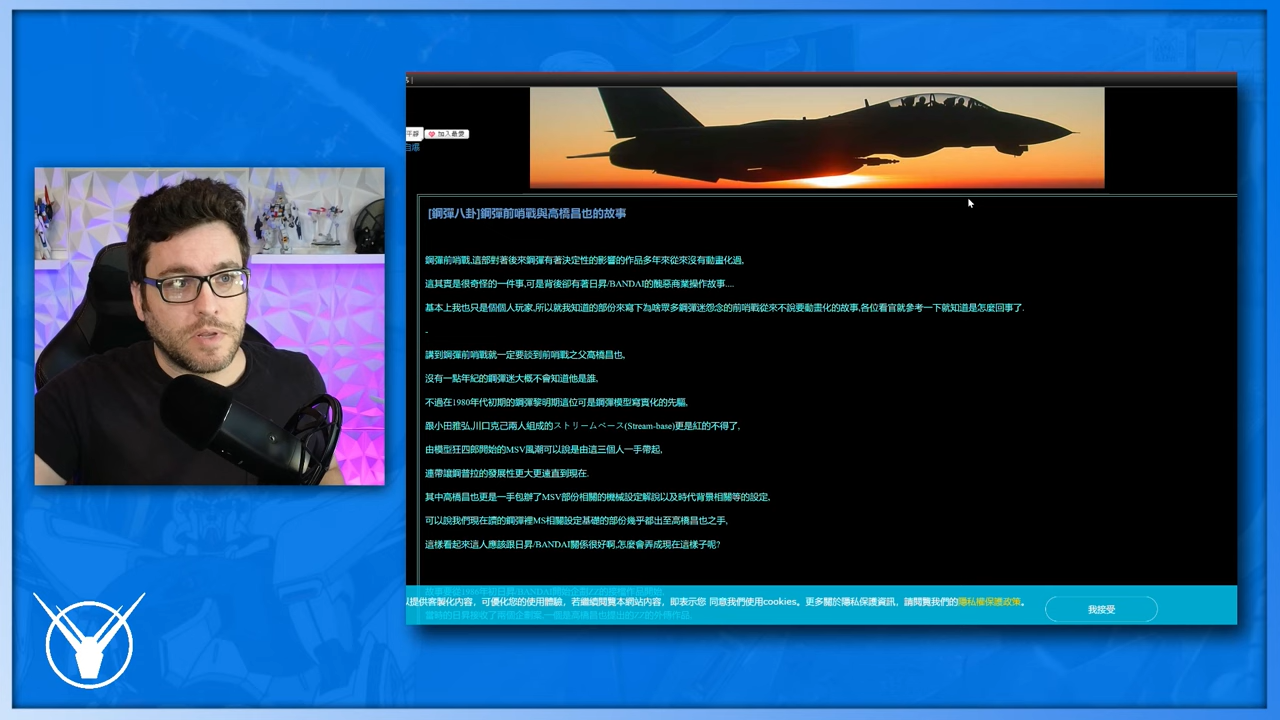 加入最愛
[鋼彈八卦]鋼彈前哨戰與高橋昌也的故事
鋼彈前哨戰,這部對著後來鋼彈有著決定性的影響的作品多年來從來沒有動畫化過,
這其實是很奇怪的一件事,可是背後卻有著日昇/BANDAI的醜惡商業操作故事....
基本上我也只是個個人玩家,所以就我知道的部份來寫下為啥眾多鋼彈迷怨念的前哨戰從來不說要動畫化的故事,各位看官就參考一下就知道是怎麼回事了.
-
講到鋼彈前哨戰就一定要談到前哨戰之父高橋昌也,
沒有一點年紀的鋼彈迷大概不會知道他是誰,
不過在1980年代初期的鋼彈黎明期這位可是鋼彈模型寫實化的先驅,
跟小田雅弘,川口克己兩人組成的ストリームベース(Stream-base)更是紅的不得了,
由模型狂四郎開始的MSV風潮可以說是由這三個人一手帶起,
連帶讓鋼普拉的發展性更大更遠直到現在.
其中高橋昌也更是一手包辦了MSV部份相關的機械設定解說以及時代背景相關等的設定,
可以說我們現在讀的鋼彈裡MS相關設定基礎的部份幾乎都出至高橋昌也之手,
這樣看起來這人應該跟日昇/BANDAI關係很好啊,怎麼會弄成現在這樣子呢?
以提供客製化內容，可優化您的使用體驗，若繼續閱覽本網站內容，即表示您 同意我們使用cookies。更多關於隱私保護資訊，請閱覽我們的隱私權保護政策。
我接受